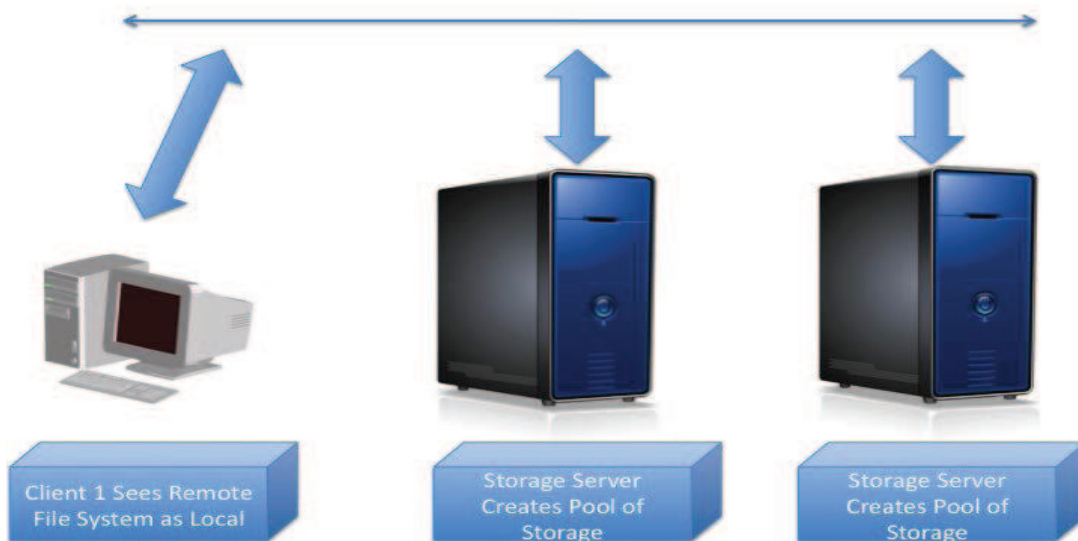 Client 1 Sees Remote
File System as Local
Storage Server
Creates Pool of
Storage
Storage Server
Creates Pool of
Storage